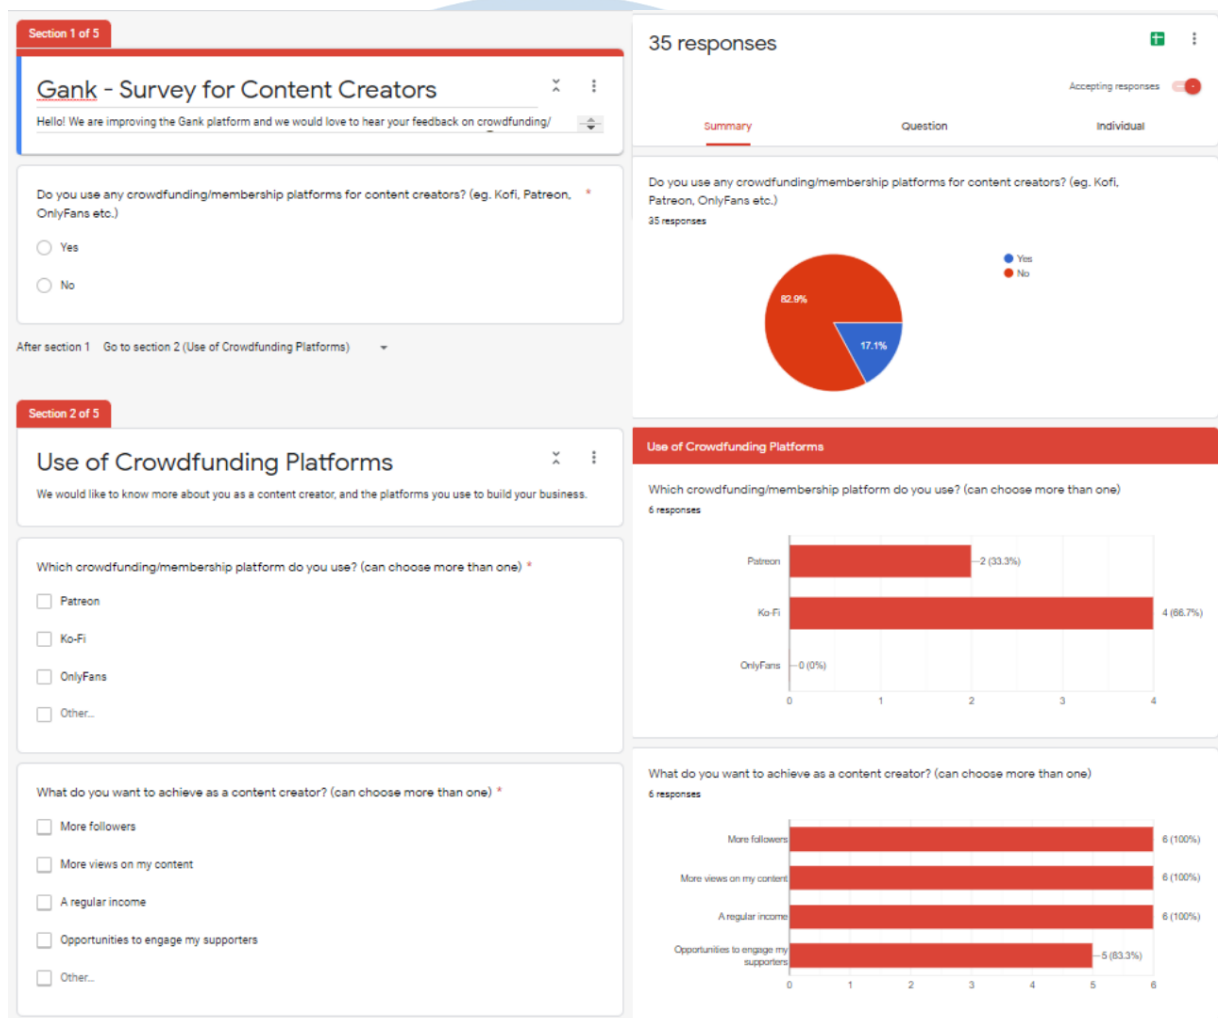 Section 1 of 5
Gank - Survey for Content Creators
Hello! We are improving the Gank platform and we would love to hear your feedback on crowdfunding/
Do you use any crowdfunding/membership platforms for content creators? (eg. Kofi, Patreon, *
OnlyFans etc.)
Yes
No
After section 1 Go to section 2 (Use of Crowdfunding Platforms)
Section 2 of 5
Use of Crowdfunding Platforms
We would like to know more about you as a content creator, and the platforms you use to build your business.
Which crowdfunding/membership platform do you use? (can choose more than one) *
Patreon
Ko-Fi
OnlyFans
Other...
What do you want to achieve as a content creator? (can choose more than one) *
More followers
More views on my content
A regular income
Opportunities to engage my supporters
Other...
35 responses
Accepting responses
Summary Question Individual
Do you use any crowdfunding/membership platforms for content creators? (eg. Kofi,
Patreon, OnlyFans etc.)
35 responses
Yes
No
82.9%
17.1%
Use of Crowdfunding Platforms
Which crowdfunding/membership platform do you use? (can choose more than one)
6 responses
Patreon 2 (33.3%)
Ko-Fi 4 (66.7%)
OnlyFans 0 (0%)
0 1 2 3 4
What do you want to achieve as a content creator? (can choose more than one)
6 responses
More followers 6 (100%)
More views on my content 6 (100%)
A regular income 6 (100%)
Opportunities to engage my
supporters 5 (83.3%)
0 1 2 3 4 5 6